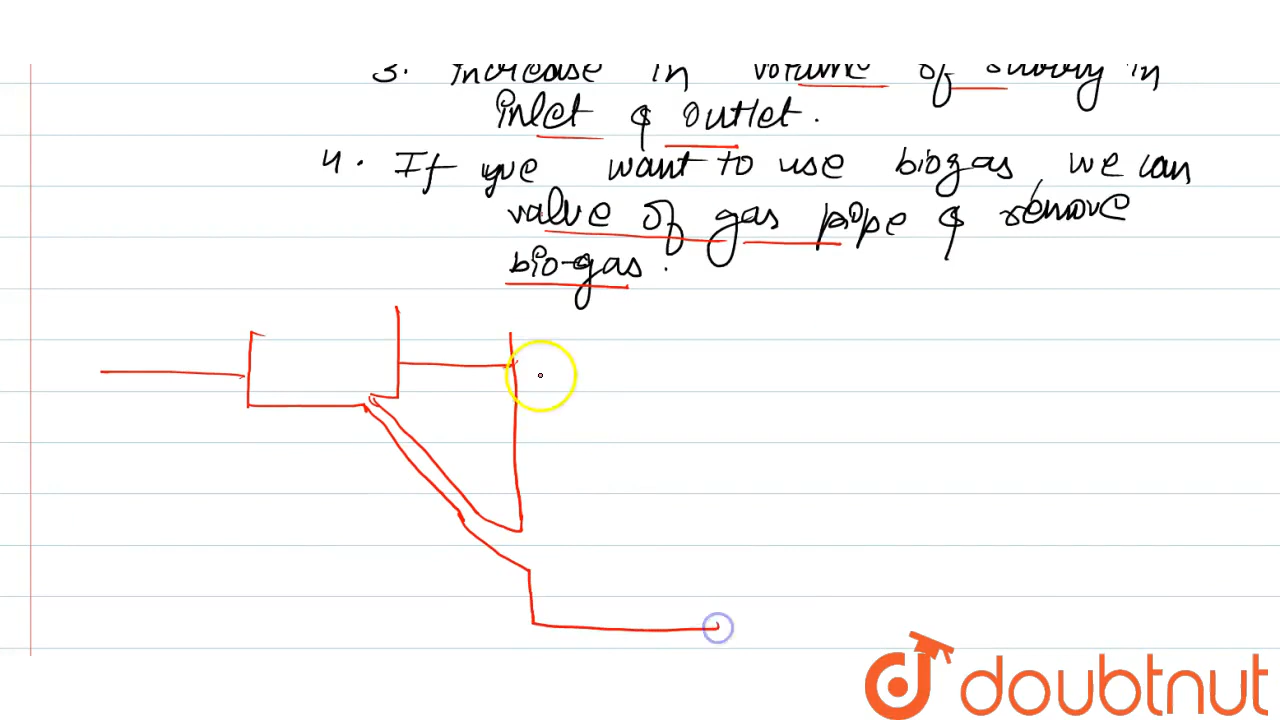 3. Increase in volume of slurry in
inlet & outlet.
4. If we want to use biogas, we can
value of gas pipe & remove
bio-gas.
doubtnut